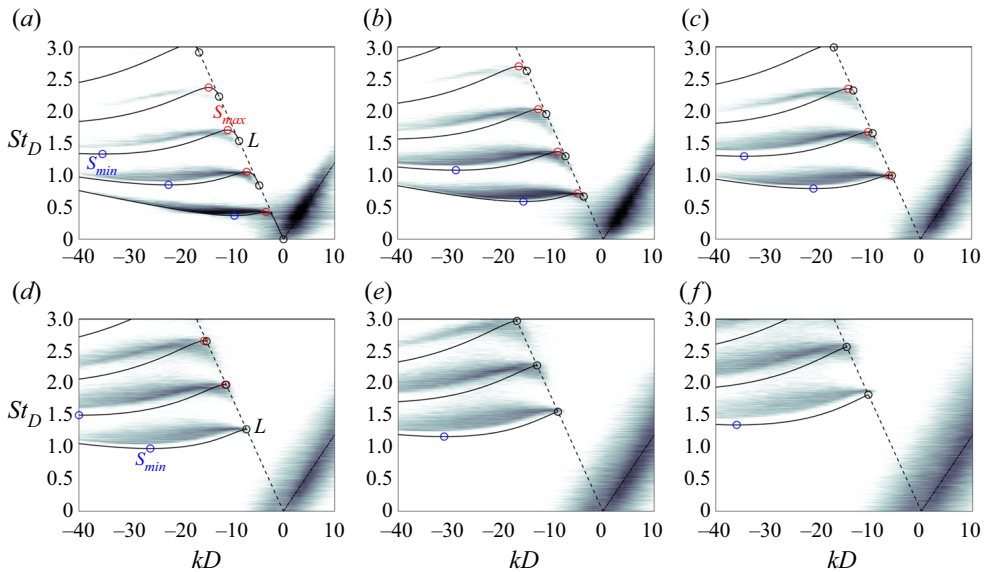 (a) (b) (c)
3.0 3.0 3.0
2.5 2.5 2.5
2.0 2.0 2.0
St_D 1.5 S_max L 1.5 1.5
S_min
1.0 1.0 1.0
0.5 0.5 0.5
0 0 0
–40 –30 –20 –10 0 10 –40 –30 –20 –10 0 10 –40 –30 –20 –10 0 10
(d) (e) (f)
3.0 3.0 3.0
2.5 2.5 2.5
2.0 2.0 2.0
St_D 1.5 L 1.5 1.5
1.0 S_min 1.0 1.0
0.5 0.5 0.5
0 0 0
–40 –30 –20 –10 0 10 –40 –30 –20 –10 0 10 –40 –30 –20 –10 0 10
kD kD kD